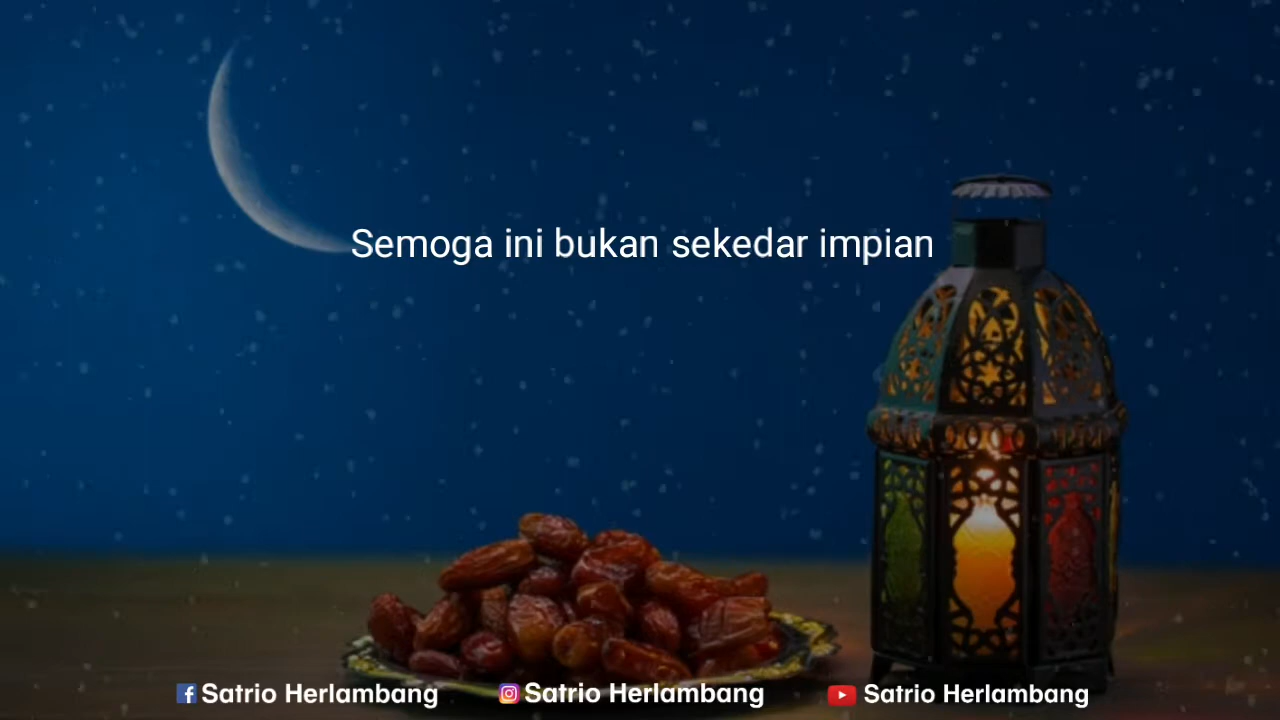 Semoga ini bukan sekedar impian
Satrio Herlambang Satrio Herlambang Satrio Herlambang